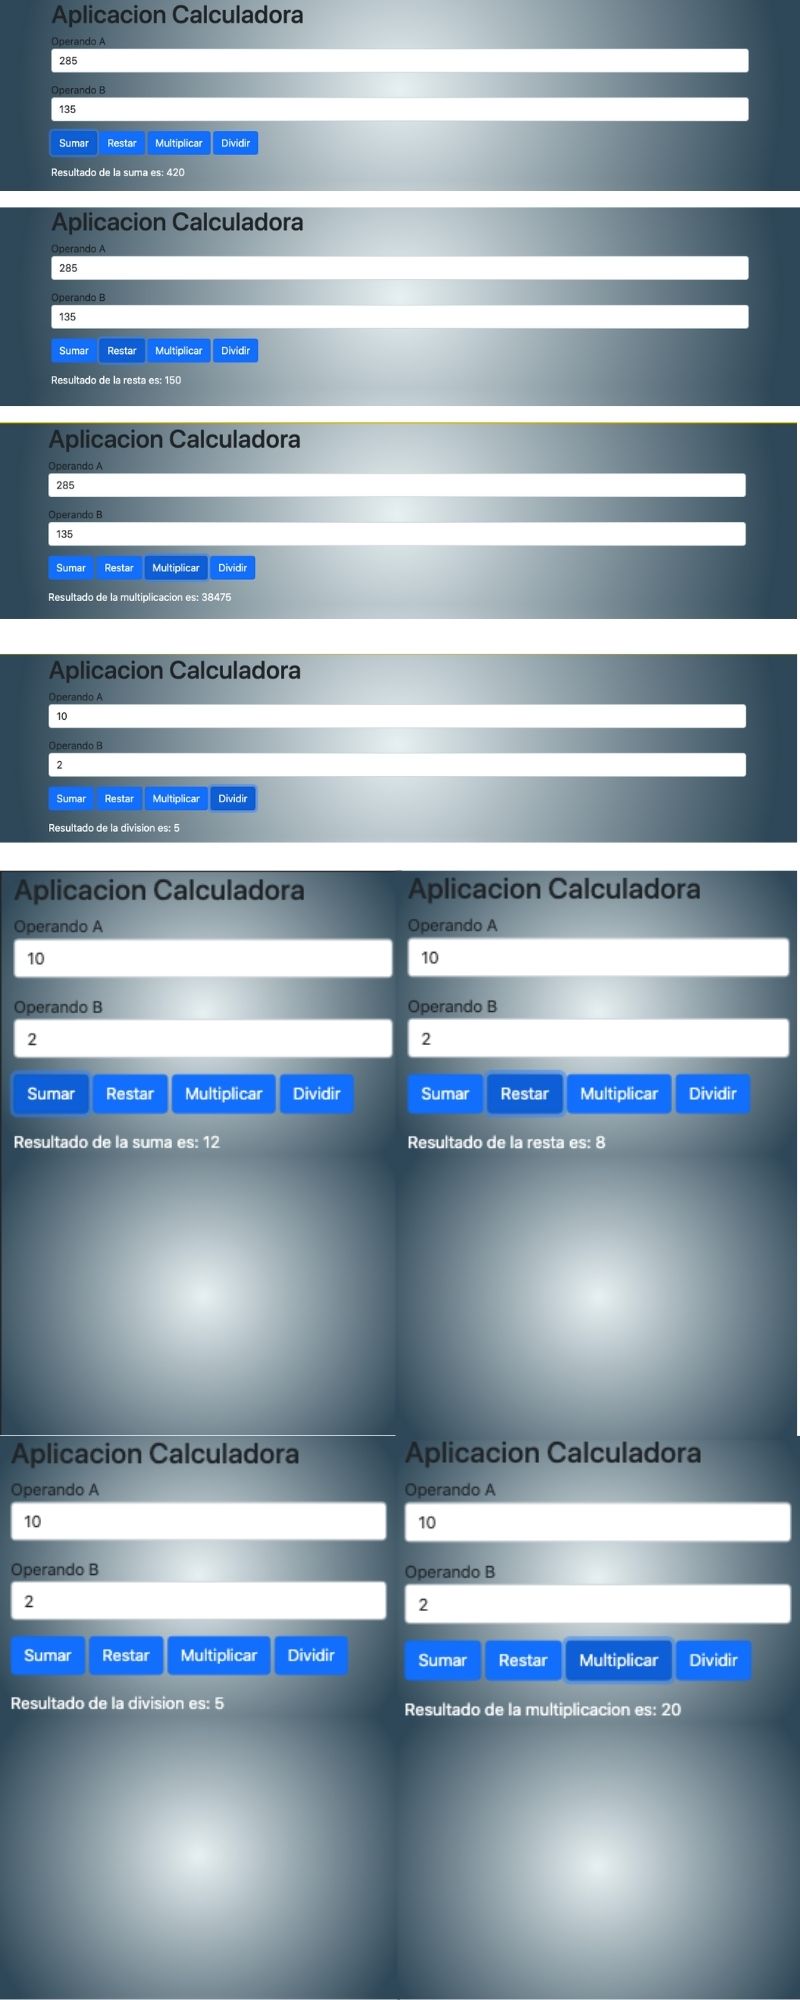 Aplicacion Calculadora
Operando A
285
Operando B
135
Sumar Restar Multiplicar Dividir
Resultado de la suma es: 420
Aplicacion Calculadora
Operando A
285
Operando B
135
Sumar Restar Multiplicar Dividir
Resultado de la resta es: 150
Aplicacion Calculadora
Operando A
285
Operando B
135
Sumar Restar Multiplicar Dividir
Resultado de la multiplicacion es: 38475
Aplicacion Calculadora
Operando A
10
Operando B
2
Sumar Restar Multiplicar Dividir
Resultado de la division es: 5
Aplicacion Calculadora
Operando A
10
Operando B
2
Sumar Restar Multiplicar Dividir
Resultado de la suma es: 12
Aplicacion Calculadora
Operando A
10
Operando B
2
Sumar Restar Multiplicar Dividir
Resultado de la resta es: 8
Aplicacion Calculadora
Operando A
10
Operando B
2
Sumar Restar Multiplicar Dividir
Resultado de la division es: 5
Aplicacion Calculadora
Operando A
10
Operando B
2
Sumar Restar Multiplicar Dividir
Resultado de la multiplicacion es: 20